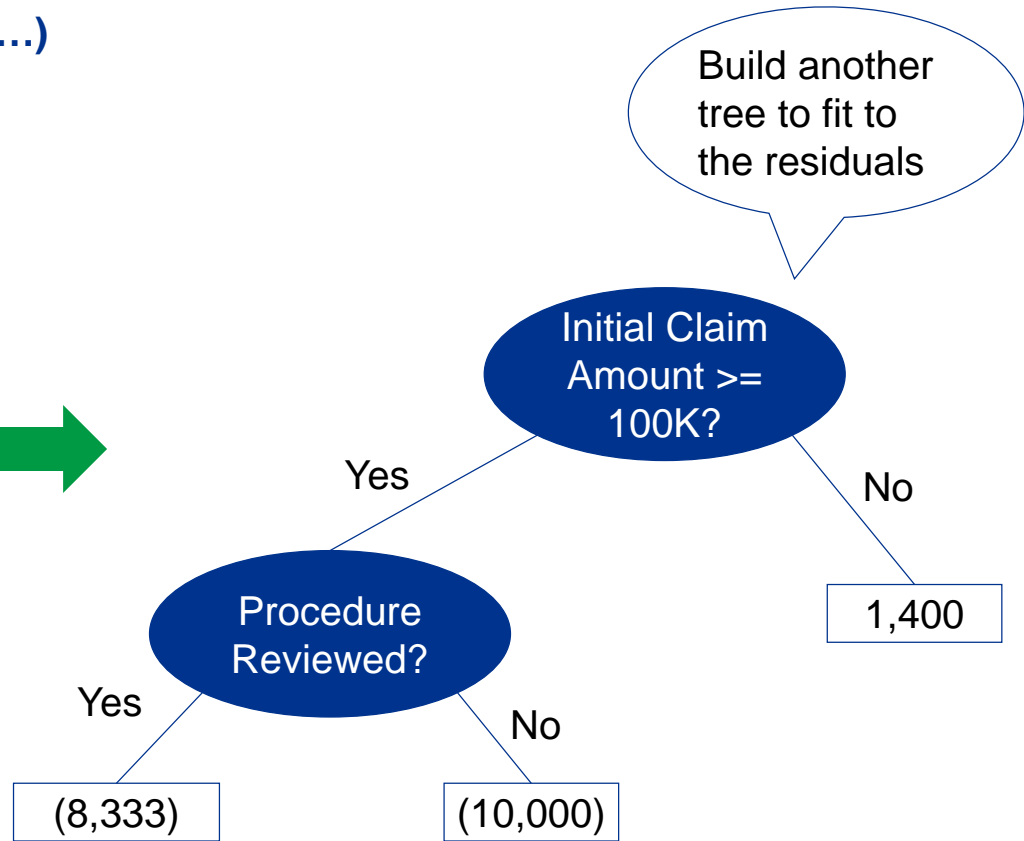 ...)
Build another
tree to fit to
the residuals
Initial Claim
Amount >=
100K?
Yes
No
Procedure
Reviewed?
1,400
Yes
No
(8,333)
(10,000)